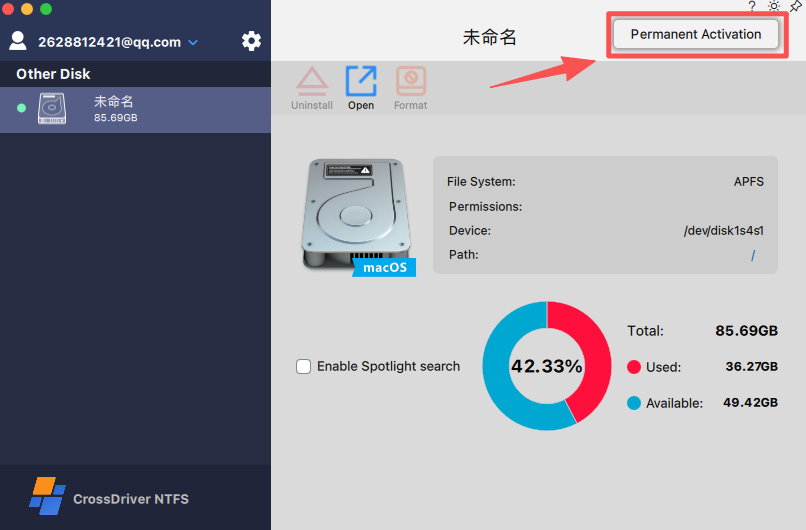 2628812421@qq.com
Other Disk
未命名
85.69GB
CrossDriver NTFS
?
未命名
Permanent Activation
Uninstall
Open
Format
macOS
File System: APFS
Permissions:
Device: /dev/disk1s4s1
Path: /
Enable Spotlight search
42.33%
Total: 85.69GB
Used: 36.27GB
Available: 49.42GB